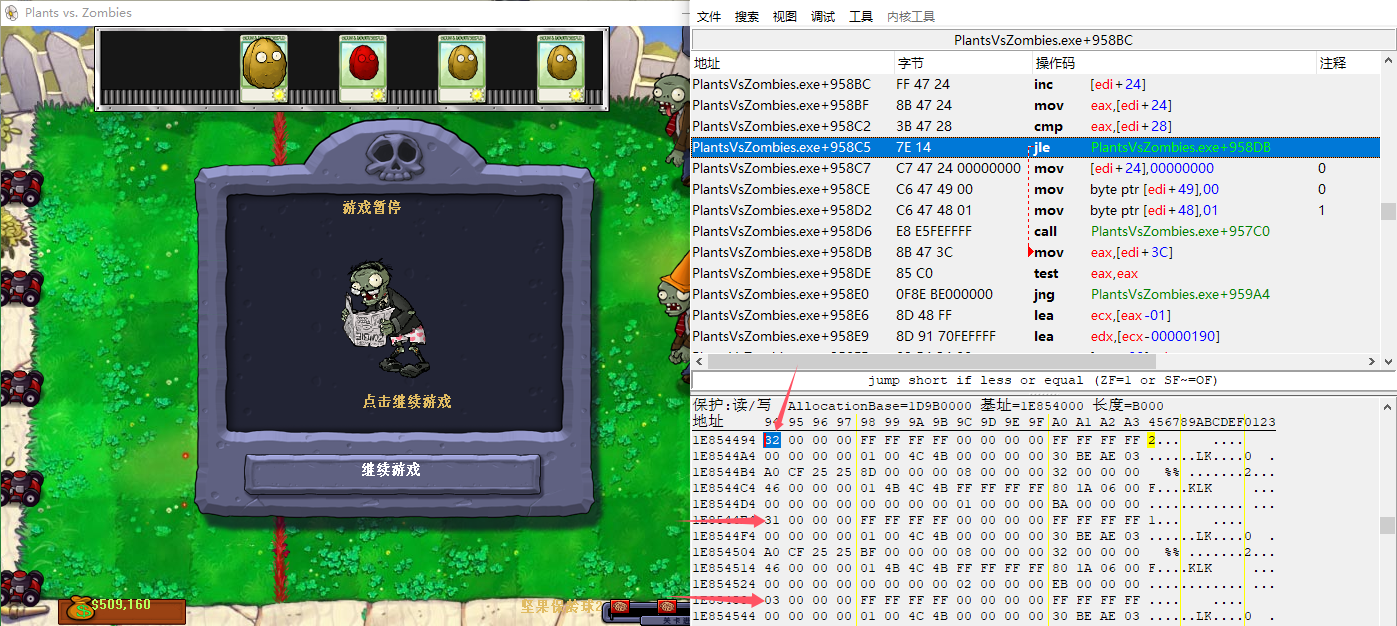 Plants vs. Zombies
游戏暂停
点击继续游戏
继续游戏
$509,160
坚果保龄球2
文件 搜索 视图 调试 工具 内核工具
PlantsVsZombies.exe+958BC
地址 字节 操作码 注释
PlantsVsZombies.exe+958BC FF 47 24 inc [edi+24]
PlantsVsZombies.exe+958BF 8B 47 24 mov eax,[edi+24]
PlantsVsZombies.exe+958C2 3B 47 28 cmp eax,[edi+28]
PlantsVsZombies.exe+958C5 7E 14 jle PlantsVsZombies.exe+958DB
PlantsVsZombies.exe+958C7 C7 47 24 00000000 mov [edi+24],00000000 0
PlantsVsZombies.exe+958CE C6 47 49 00 mov byte ptr [edi+49],00 0
PlantsVsZombies.exe+958D2 C6 47 48 01 mov byte ptr [edi+48],01 1
PlantsVsZombies.exe+958D6 E8 E5FEFFFF call PlantsVsZombies.exe+957C0
PlantsVsZombies.exe+958DB 8B 47 3C mov eax,[edi+3C]
PlantsVsZombies.exe+958DE 85 C0 test eax,eax
PlantsVsZombies.exe+958E0 0F8E BE000000 jng PlantsVsZombies.exe+959A4
PlantsVsZombies.exe+958E6 8D 48 FF lea ecx,[eax-01]
PlantsVsZombies.exe+958E9 8D 91 70FEFFFF lea edx,[ecx-00000190]
jump short if less or equal (ZF=1 or SF~=OF)
保护:读/写 AllocationBase=1D9B0000 基址=1E854000 长度=B000
地址 94 95 96 97 98 99 9A 9B 9C 9D 9E 9F A0 A1 A2 A3 456789ABCDEF0123
1E854494 32 00 00 00 FF FF FF FF 00 00 00 00 FF FF FF FF 2... ....
1E8544A4 00 00 00 00 01 00 4C 4B 00 00 00 00 30 BE AE 03 ......LK....0 .
1E8544B4 A0 CF 25 25 8D 00 00 00 08 00 00 00 32 00 00 00 %% .......2...
1E8544C4 46 00 00 00 01 4B 4C 4B FF FF FF FF 80 1A 06 00 F....KLK ...
1E8544D4 00 00 00 00 00 00 00 00 01 00 00 00 BA 00 00 00 ............ ...
31 00 00 00 FF FF FF FF 00 00 00 00 FF FF FF FF 1... ....
1E8544F4 00 00 00 00 01 00 4C 4B 00 00 00 00 30 BE AE 03 ......LK....0 .
1E854504 A0 CF 25 25 BF 00 00 00 08 00 00 00 32 00 00 00 %% .......2...
1E854514 46 00 00 00 01 4B 4C 4B FF FF FF FF 80 1A 06 00 F....KLK ...
1E854524 00 00 00 00 00 00 00 00 02 00 00 00 EB 00 00 00 ............ ...
03 00 00 00 FF FF FF FF 00 00 00 00 FF FF FF FF .... ....
1E854544 00 00 00 00 01 00 4C 4B 00 00 00 00 30 BE AE 03 ......LK....0 .